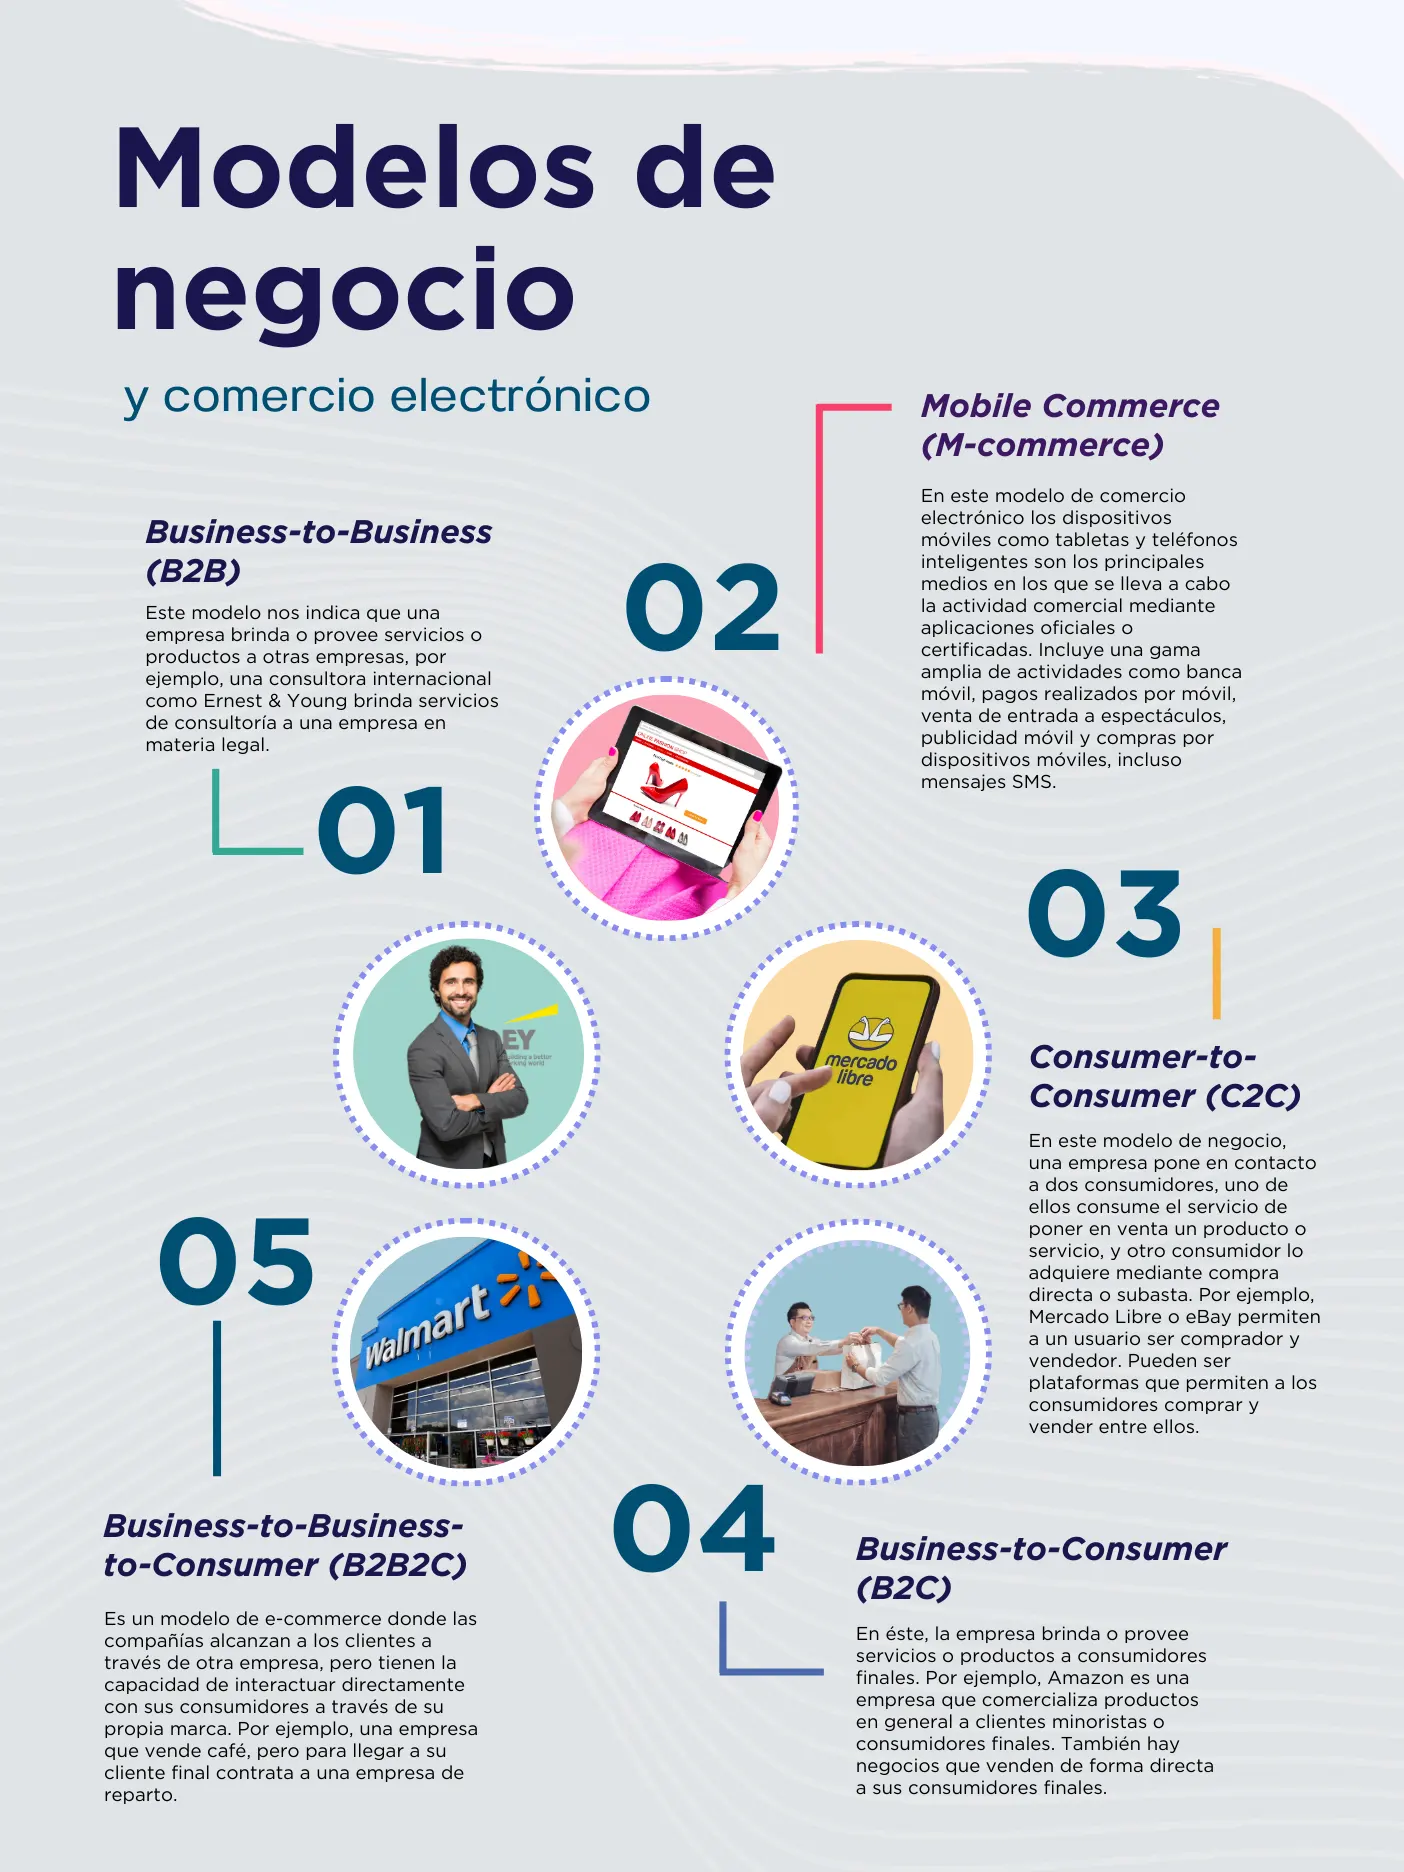 Modelos de
negocio
y comercio electrónico
Business-to-Business
(B2B)
Este modelo nos indica que una
empresa brinda o provee servicios o
productos a otras empresas, por
ejemplo, una consultora internacional
como Ernest & Young brinda servicios
de consultoría a una empresa en
materia legal.
01
02
Mobile Commerce
(M-commerce)
En este modelo de comercio
electrónico los dispositivos
móviles como tabletas y teléfonos
inteligentes son los principales
medios en los que se lleva a cabo
la actividad comercial mediante
aplicaciones oficiales o
certificadas. Incluye una gama
amplia de actividades como banca
móvil, pagos realizados por móvil,
venta de entrada a espectáculos,
publicidad móvil y compras por
dispositivos móviles, incluso
mensajes SMS.
ONLINE FASHION SHOP
EY
building a better
working world
mercado
libre
03
Consumer-to-
Consumer (C2C)
En este modelo de negocio,
una empresa pone en contacto
a dos consumidores, uno de
ellos consume el servicio de
poner en venta un producto o
servicio, y otro consumidor lo
adquiere mediante compra
directa o subasta. Por ejemplo,
Mercado Libre o eBay permiten
a un usuario ser comprador y
vendedor. Pueden ser
plataformas que permiten a los
consumidores comprar y
vender entre ellos.
04
Business-to-Consumer
(B2C)
En éste, la empresa brinda o provee
servicios o productos a consumidores
finales. Por ejemplo, Amazon es una
empresa que comercializa productos
en general a clientes minoristas o
consumidores finales. También hay
negocios que venden de forma directa
a sus consumidores finales.
05
Walmart
Business-to-Business-
to-Consumer (B2B2C)
Es un modelo de e-commerce donde las
compañías alcanzan a los clientes a
través de otra empresa, pero tienen la
capacidad de interactuar directamente
con sus consumidores a través de su
propia marca. Por ejemplo, una empresa
que vende café, pero para llegar a su
cliente final contrata a una empresa de
reparto.